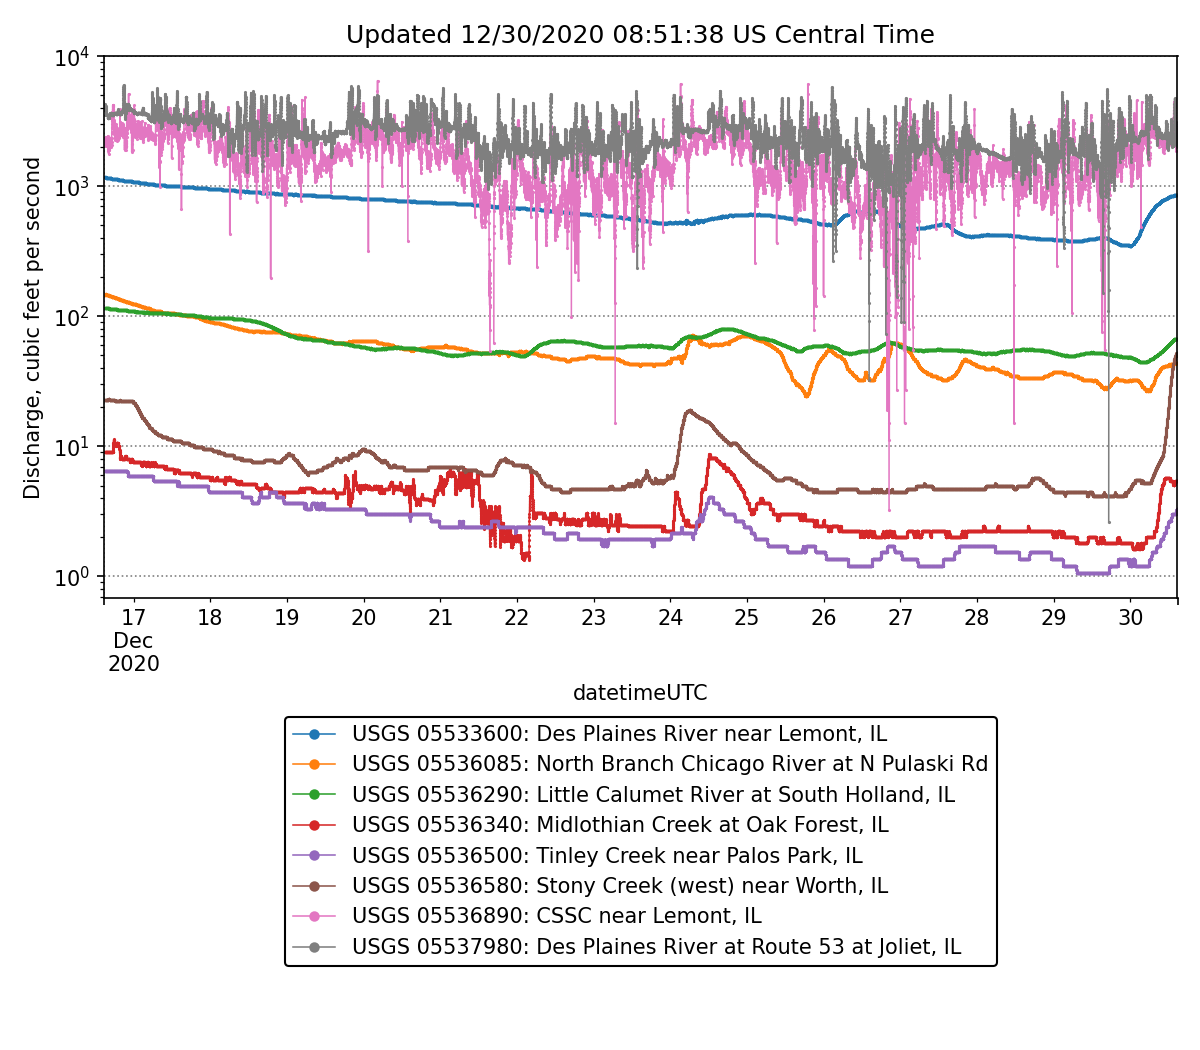 Updated 12/30/2020 08:51:38 US Central Time
Discharge, cubic feet per second
10^4
10^3
10^2
10^1
10^0
17 18 19 20 21 22 23 24 25 26 27 28 29 30
Dec
2020
datetimeUTC
USGS 05533600: Des Plaines River near Lemont, IL
USGS 05536085: North Branch Chicago River at N Pulaski Rd
USGS 05536290: Little Calumet River at South Holland, IL
USGS 05536340: Midlothian Creek at Oak Forest, IL
USGS 05536500: Tinley Creek near Palos Park, IL
USGS 05536580: Stony Creek (west) near Worth, IL
USGS 05536890: CSSC near Lemont, IL
USGS 05537980: Des Plaines River at Route 53 at Joliet, IL